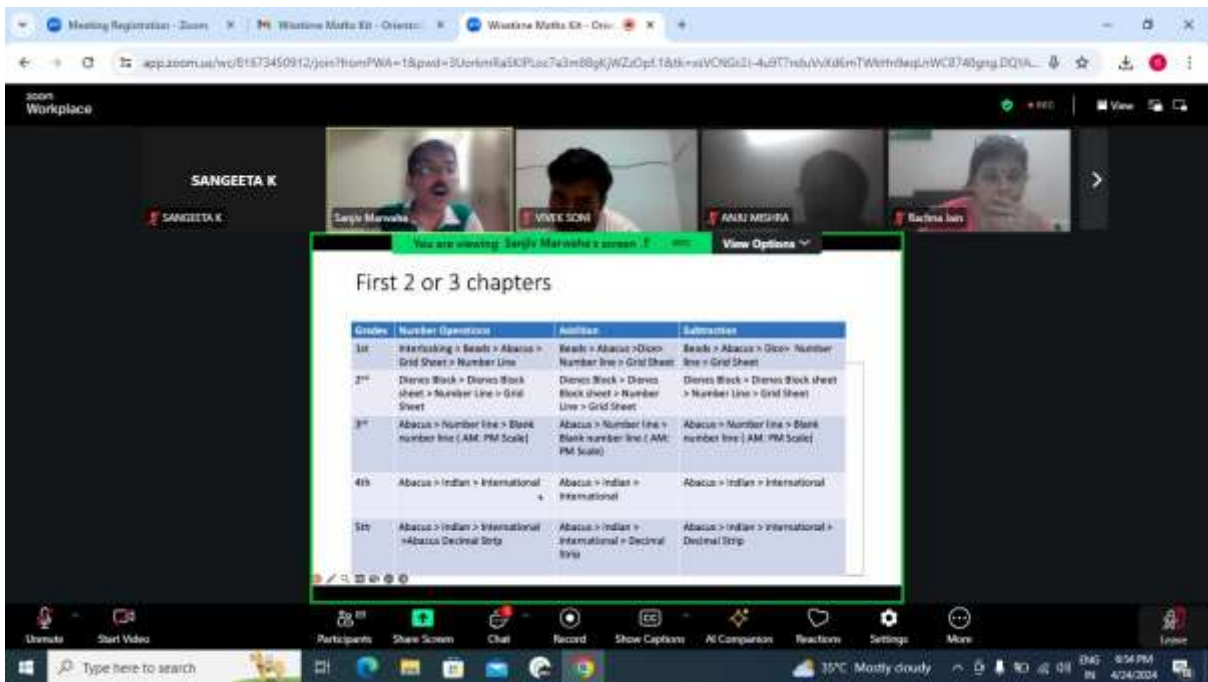 Meeting Registration - Zoom
Wisetime Maths Kit - Orient
Wisetime Maths Kit - Orie
zoom
Workplace
REC
View
SANGEETA K
SANGEETA K
Sanjiv Marwaha
VIVEK SONI
ANJU MISHRA
Rachna Jain
You are viewing Sanjiv Marwaha's screen
REC
View Options
First 2 or 3 chapters
Grades Number Operations Addition Subtraction
1st Interlocking > Beads > Abacus > Beads > Abacus >Dice> Beads > Abacus > Dice> Number
Grid Sheet > Number Line Number line > Grid Sheet line > Grid Sheet
2nd Dienes Block > Dienes Block Dienes Block > Dienes Dienes Block > Dienes Block sheet
sheet > Number Line > Grid Block sheet > Number > Number Line > Grid Sheet
Sheet Line > Grid Sheet
3rd Abacus > Number line > Blank Abacus > Number line > Abacus > Number line > Blank
number line ( AM: PM Scale) Blank number line ( AM: number line ( AM: PM Scale)
PM Scale)
4th Abacus > Indian > International Abacus > Indian > Abacus > Indian > International
International
5th Abacus > Indian > International Abacus > Indian > Abacus > Indian > International >
>Abacus Decimal Strip International > Decimal Decimal Strip
Strip
Unmute Start Video Participants Share Screen Chat Record Show Captions AI Companion Reactions Settings More Leave
Type here to search
35°C Mostly cloudy
ENG 6:54 PM
IN 4/24/2024